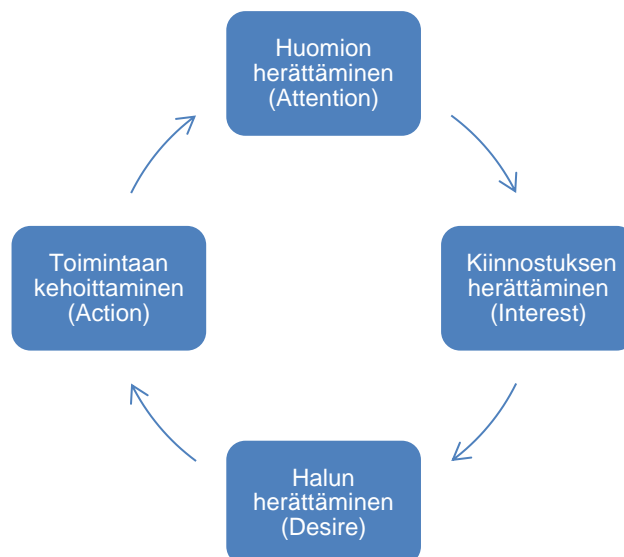 Huomion
herättäminen
(Attention)
Kiinnostuksen
herättäminen
(Interest)
Halun
herättäminen
(Desire)
Toimintaan
kehoittaminen
(Action)